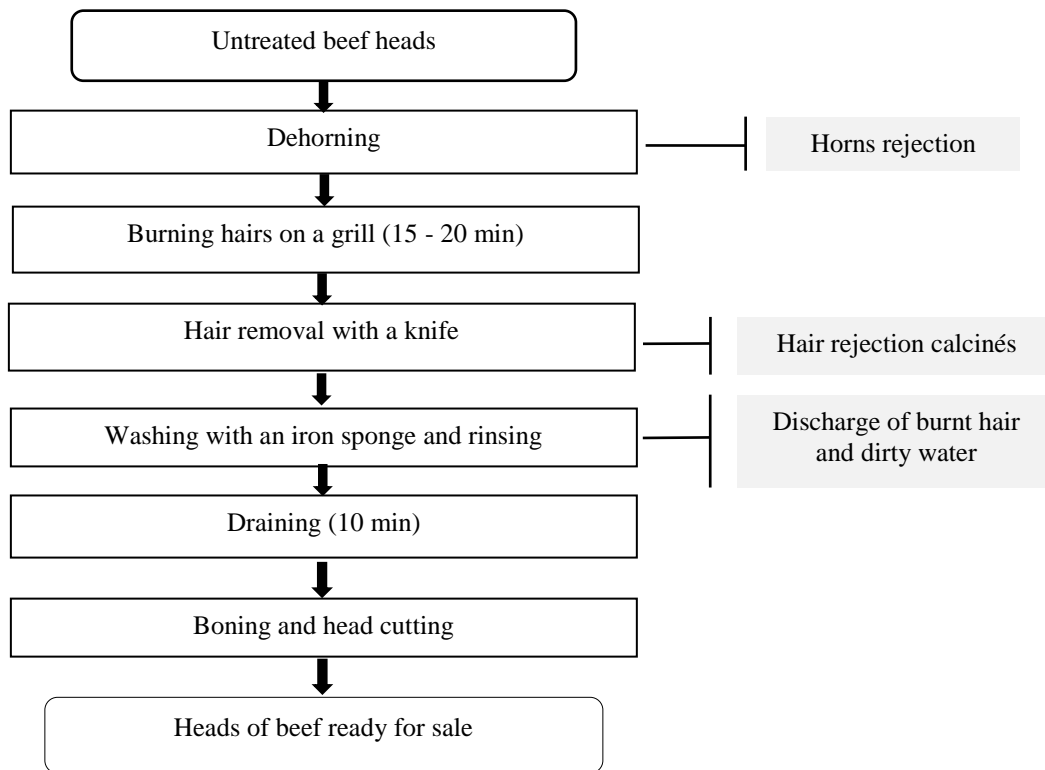 Untreated beef heads
Dehorning
Horns rejection
Burning hairs on a grill (15 - 20 min)
Hair removal with a knife
Hair rejection calcinés
Washing with an iron sponge and rinsing
Discharge of burnt hair
and dirty water
Draining (10 min)
Boning and head cutting
Heads of beef ready for sale